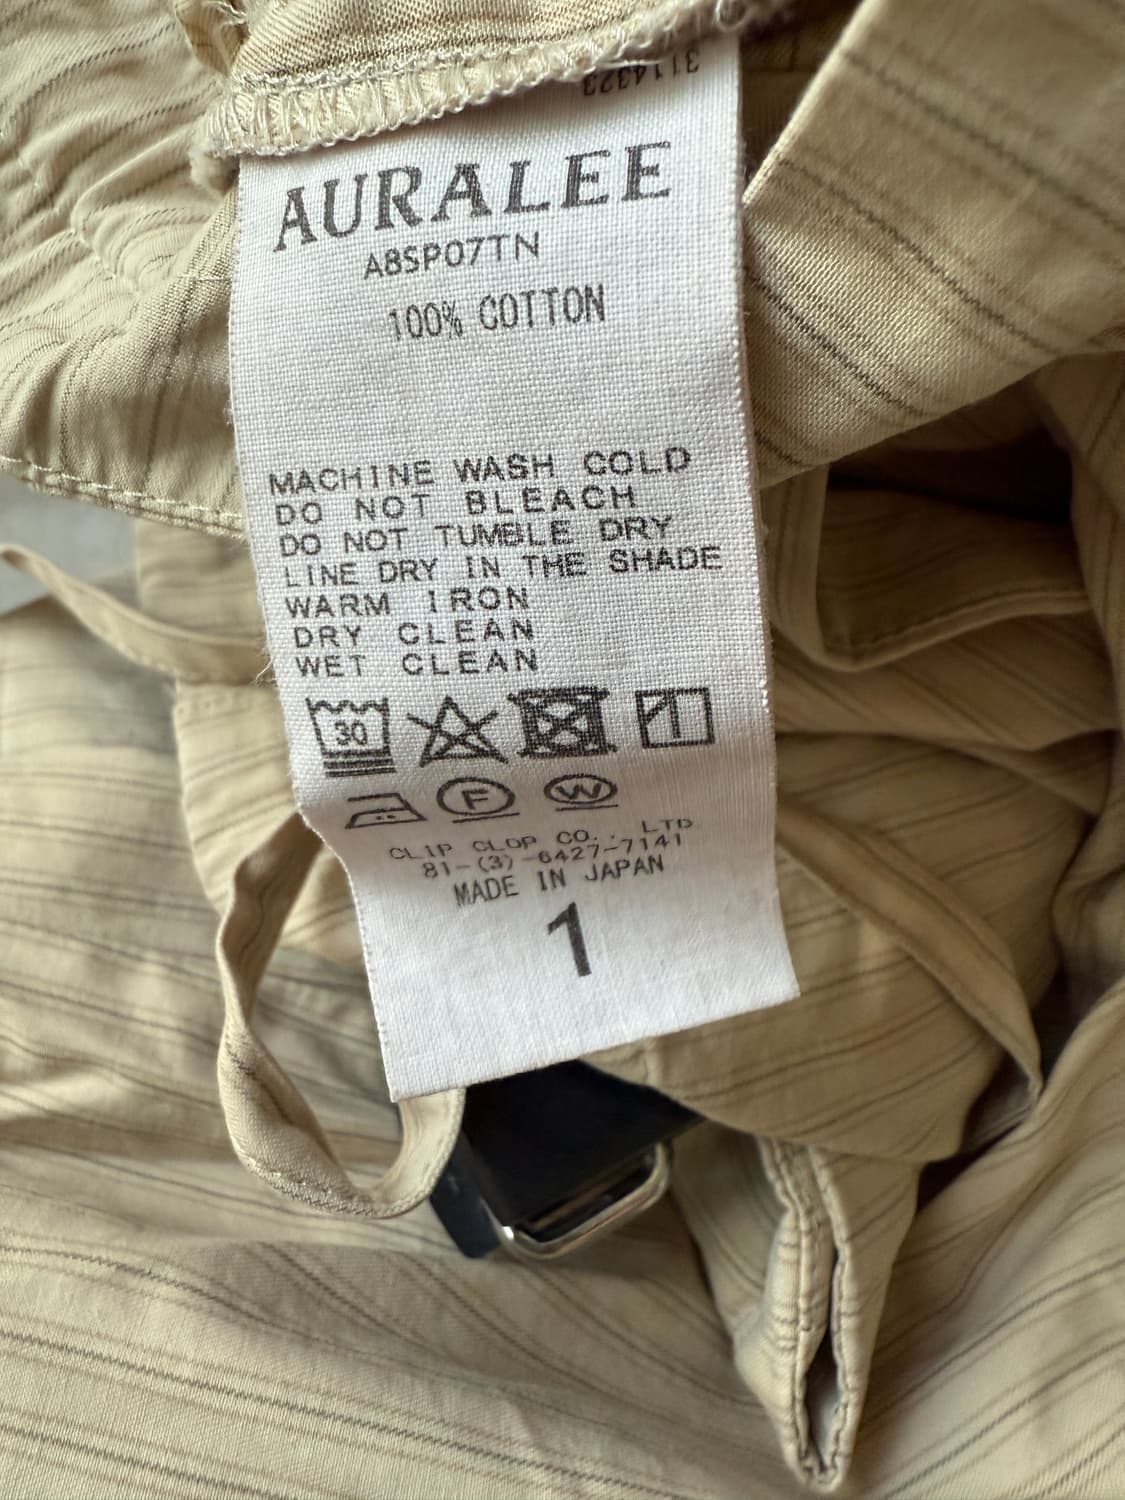 3114323
AURALEE
A8SP07TN
100% COTTON
MACHINE WASH COLD
DO NOT BLEACH
DO NOT TUMBLE DRY
LINE DRY IN THE SHADE
WARM IRON
DRY CLEAN
WET CLEAN
30
F W
CLIP CLOP CO., LTD
81-(3)-6427-7141
MADE IN JAPAN
1